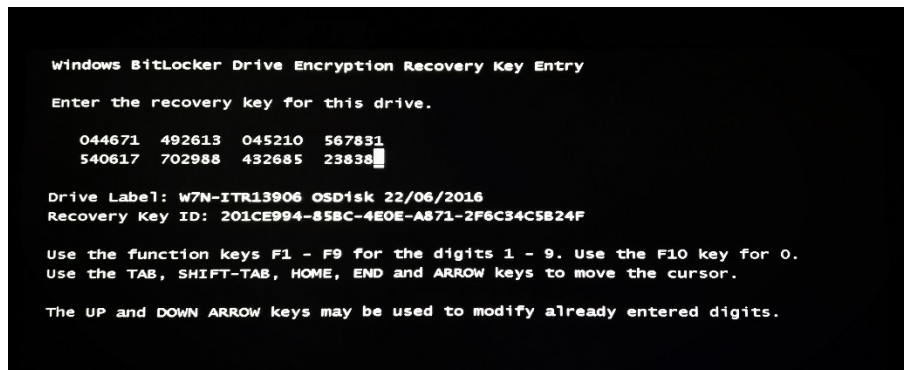 Windows BitLocker Drive Encryption Recovery Key Entry
Enter the recovery key for this drive.
044671 492613 045210 567831
540617 702988 432685 23838
Drive Label: W7N-ITR13906 OSDisk 22/06/2016
Recovery Key ID: 201CE994-85BC-4E0E-A871-2F6C34C5B24F
Use the function keys F1 - F9 for the digits 1 - 9. Use the F10 key for 0.
Use the TAB, SHIFT-TAB, HOME, END and ARROW keys to move the cursor.
The UP and DOWN ARROW keys may be used to modify already entered digits.